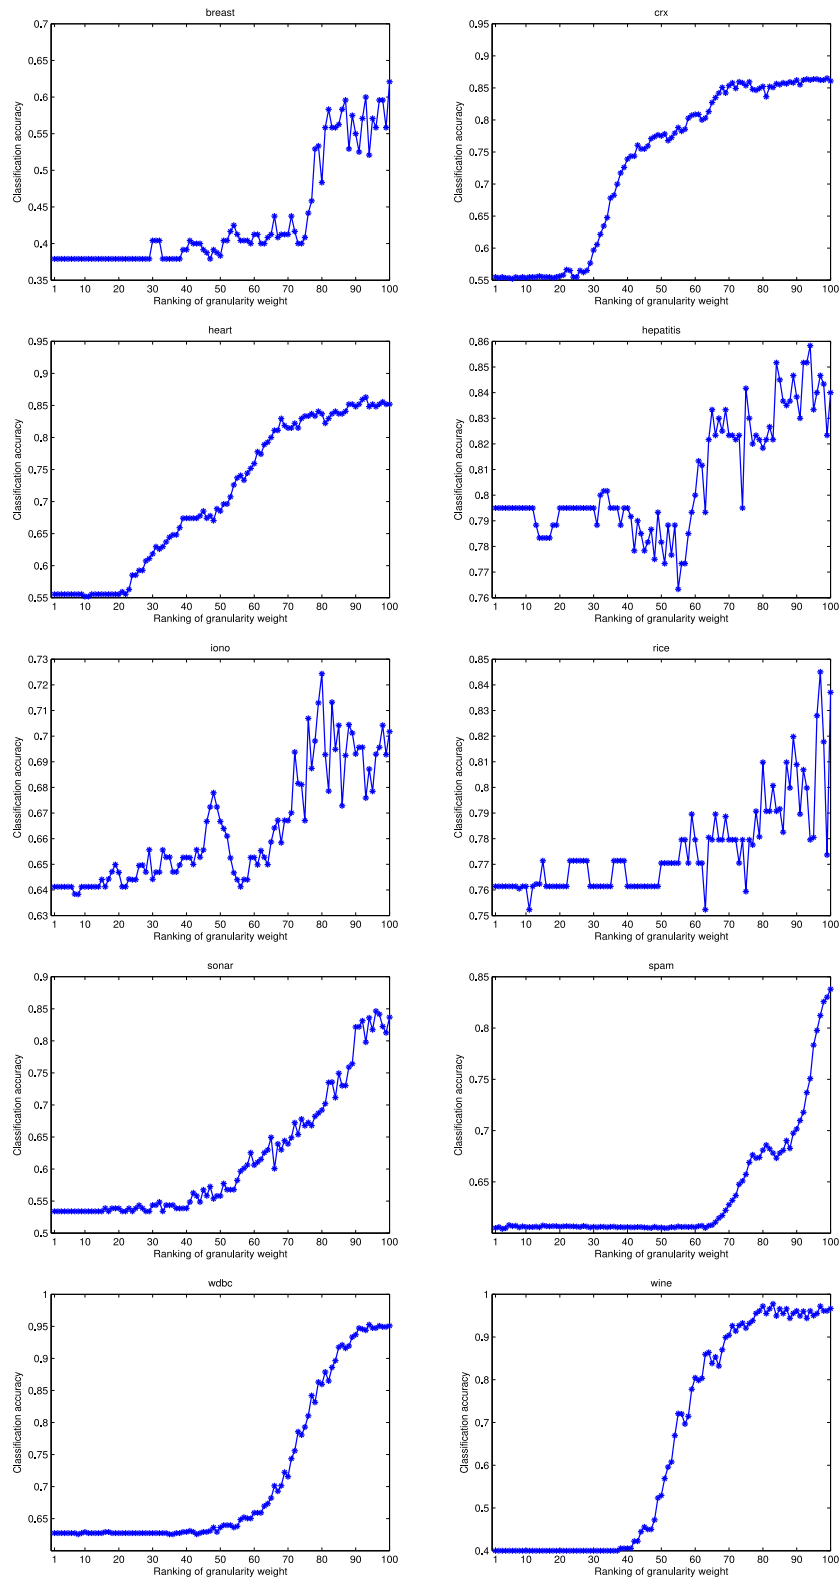 breast
Classification accuracy
0.7
0.65
0.6
0.55
0.5
0.45
0.4
0.35
1 10 20 30 40 50 60 70 80 90 100
Ranking of granularity weight
crx
Classification accuracy
0.95
0.9
0.85
0.8
0.75
0.7
0.65
0.6
0.55
1 10 20 30 40 50 60 70 80 90 100
Ranking of granularity weight
heart
Classification accuracy
0.95
0.9
0.85
0.8
0.75
0.7
0.65
0.6
0.55
1 10 20 30 40 50 60 70 80 90 100
Ranking of granularity weight
hepatitis
Classification accuracy
0.86
0.85
0.84
0.83
0.82
0.81
0.8
0.79
0.78
0.77
0.76
1 10 20 30 40 50 60 70 80 90 100
Ranking of granularity weight
iono
Classification accuracy
0.73
0.72
0.71
0.7
0.69
0.68
0.67
0.66
0.65
0.64
0.63
1 10 20 30 40 50 60 70 80 90 100
Ranking of granularity weight
rice
Classification accuracy
0.85
0.84
0.83
0.82
0.81
0.8
0.79
0.78
0.77
0.76
0.75
1 10 20 30 40 50 60 70 80 90 100
Ranking of granularity weight
sonar
Classification accuracy
0.9
0.85
0.8
0.75
0.7
0.65
0.6
0.55
0.5
1 10 20 30 40 50 60 70 80 90 100
Ranking of granularity weight
spam
Classification accuracy
0.85
0.8
0.75
0.7
0.65
1 10 20 30 40 50 60 70 80 90 100
Ranking of granularity weight
wdbc
Classification accuracy
1
0.95
0.9
0.85
0.8
0.75
0.7
0.65
1 10 20 30 40 50 60 70 80 90 100
Ranking of granularity weight
wine
Classification accuracy
1
0.9
0.8
0.7
0.6
0.5
0.4
1 10 20 30 40 50 60 70 80 90 100
Ranking of granularity weight